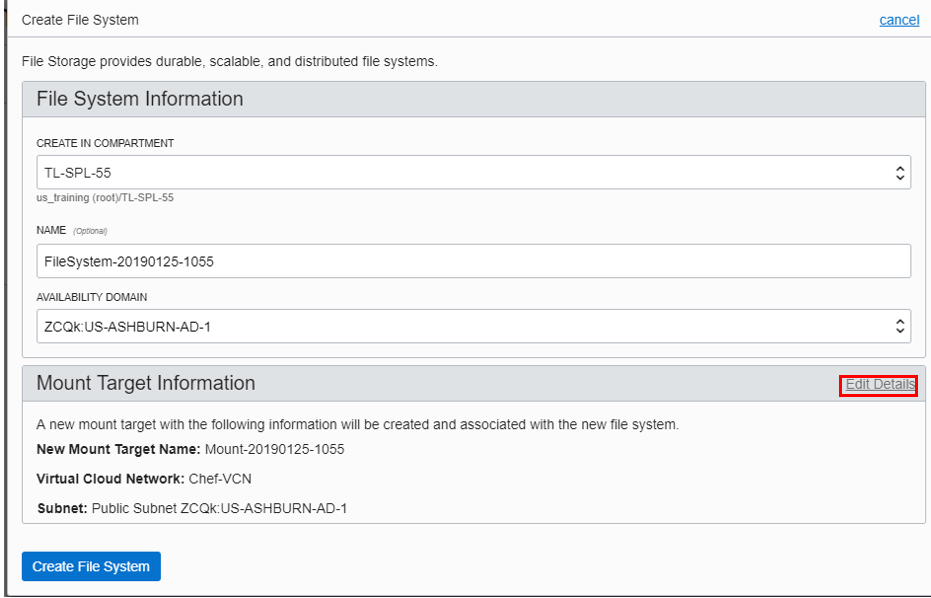 Create File System
cancel
File Storage provides durable, scalable, and distributed file systems.
File System Information
CREATE IN COMPARTMENT
TL-SPL-55
us_training (root)/TL-SPL-55
NAME (Optional)
FileSystem-20190125-1055
AVAILABILITY DOMAIN
ZCQk:US-ASHBURN-AD-1
Mount Target Information
Edit Details
A new mount target with the following information will be created and associated with the new file system.
New Mount Target Name: Mount-20190125-1055
Virtual Cloud Network: Chef-VCN
Subnet: Public Subnet ZCQk:US-ASHBURN-AD-1
Create File System